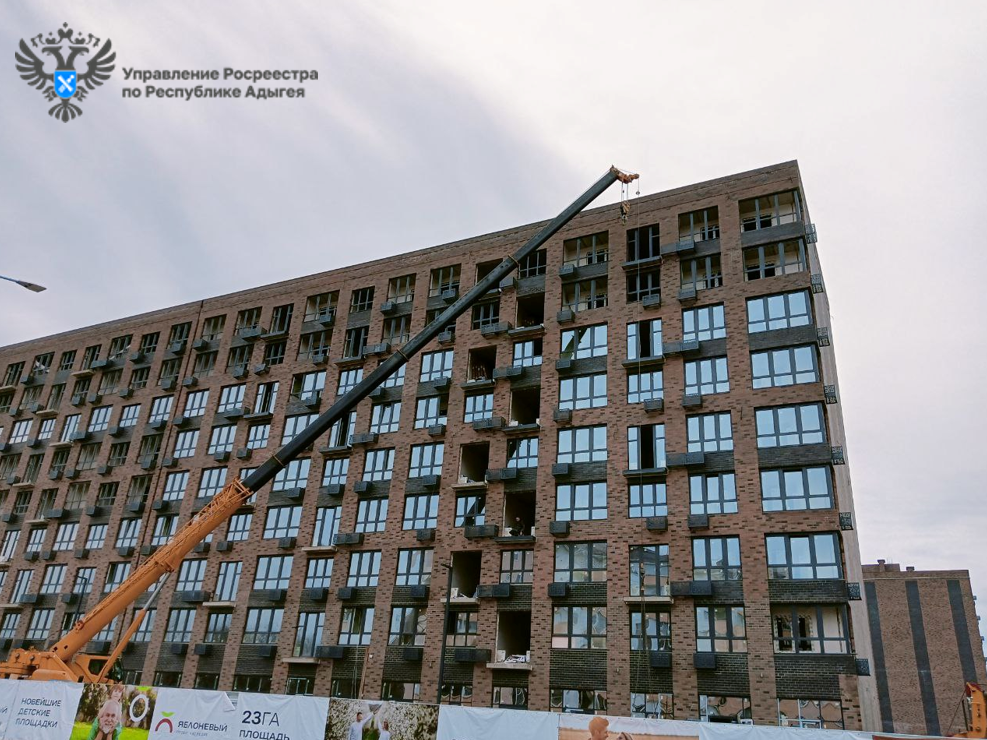 Управление Росреестра
по Республике Адыгея
НОВЕЙШИЕ
ДЕТСКИЕ
ПЛОЩАДКИ
ЯБЛОНЕВЫЙ
23ГА
ПЛОЩАДЬ